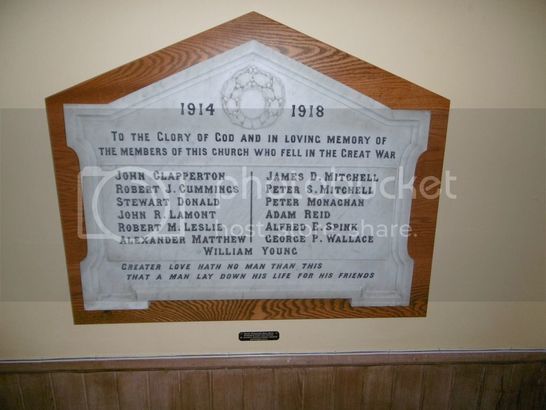 1914 1918
TO THE GLORY OF GOD AND IN LOVING MEMORY OF
THE MEMBERS OF THIS CHURCH WHO FELL IN THE GREAT WAR
JOHN CLAPPERTON
ROBERT J. CUMMINGS
STEWART DONALD
JOHN R. LAMONT
ROBERT M. LESLIE
ALEXANDER MATTHEW
JAMES D. MITCHELL
PETER S. MITCHELL
PETER MONAGHAN
ADAM REID
ALFRED E. SPINK
GEORGE P. WALLACE
WILLIAM YOUNG
GREATER LOVE HATH NO MAN THAN THIS
THAT A MAN LAY DOWN HIS LIFE FOR HIS FRIENDS
photobucket